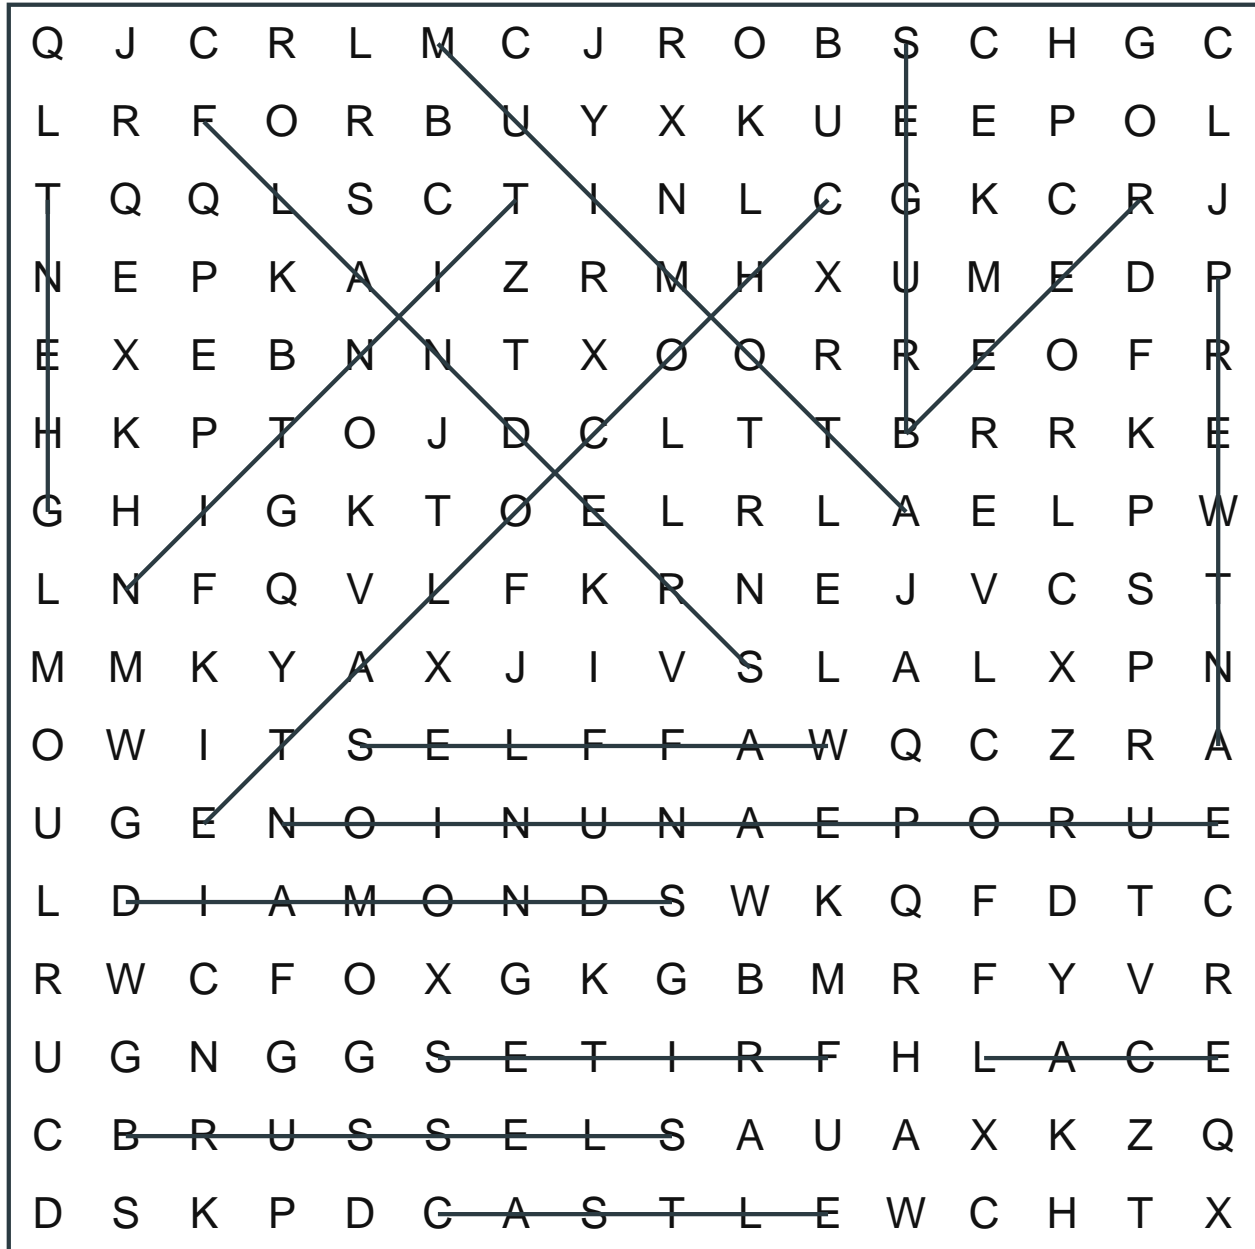 Q J C R L M C J R O B S C H G C
L R F O R B U Y X K U E E P O L
T Q Q L S C T I N L C G K C R J
N E P K A I Z R M H X U M E D P
E X E B N N T X O O R R E O F R
H K P T O J D C L T T B R R K E
G H I G K T O E L R L A E L P W
L N F Q V L F K R N E J V C S T
M M K Y A X J I V S L A L X P N
O W I T S E L F F A W Q C Z R A
U G E N O I N U N A E P O R U E
L D I A M O N D S W K Q F D T C
R W C F O X G K G B M R F Y V R
U G N G G S E T I R F H L A C E
C B R U S S E L S A U A X K Z Q
D S K P D C A S T L E W C H T X